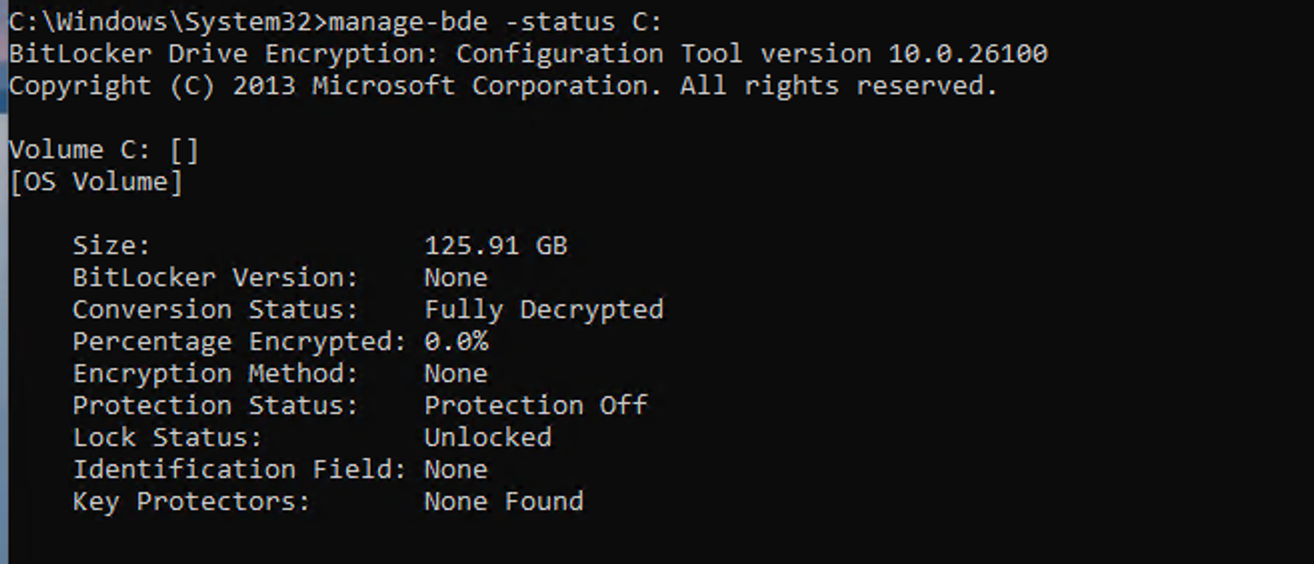 C:\Windows\System32>manage-bde -status C:
BitLocker Drive Encryption: Configuration Tool version 10.0.26100
Copyright (C) 2013 Microsoft Corporation. All rights reserved.
Volume C: []
[OS Volume]
Size: 125.91 GB
BitLocker Version: None
Conversion Status: Fully Decrypted
Percentage Encrypted: 0.0%
Encryption Method: None
Protection Status: Protection Off
Lock Status: Unlocked
Identification Field: None
Key Protectors: None Found